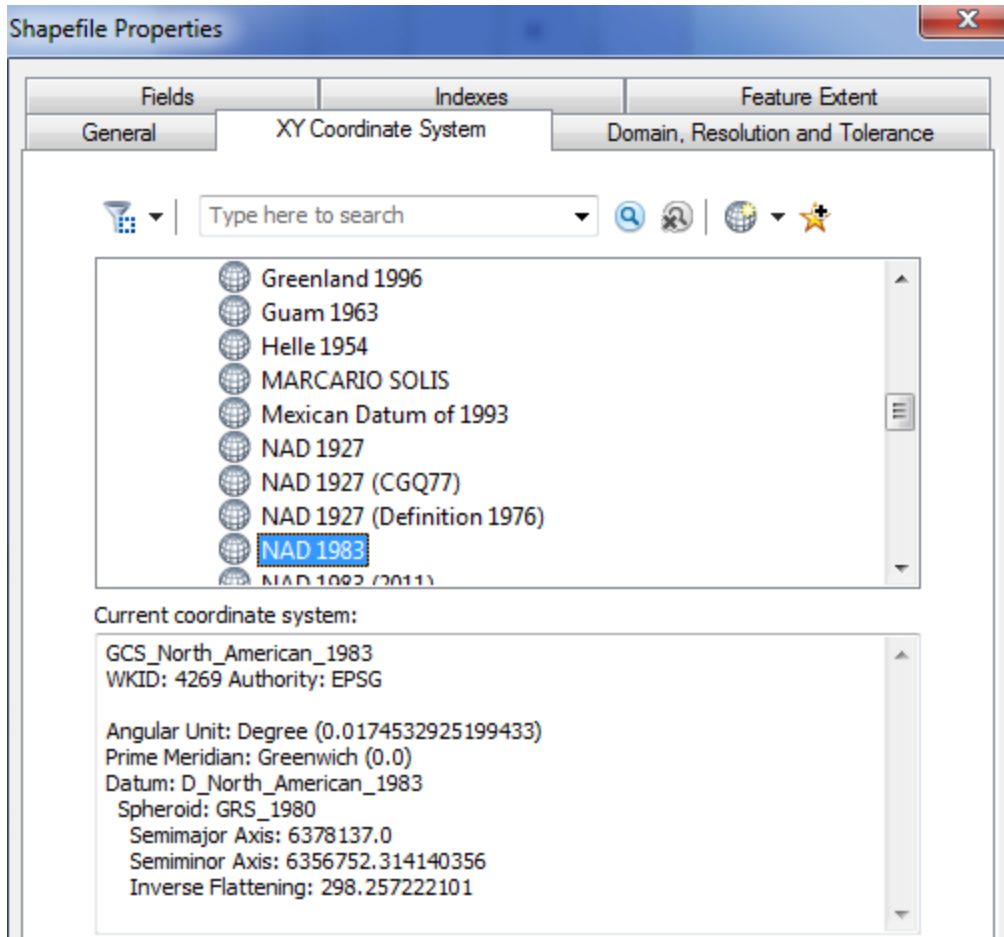 Shapefile Properties
Fields
Indexes
Feature Extent
General
XY Coordinate System
Domain, Resolution and Tolerance
Type here to search
Greenland 1996
Guam 1963
Helle 1954
MARCARIO SOLIS
Mexican Datum of 1993
NAD 1927
NAD 1927 (CGQ77)
NAD 1927 (Definition 1976)
NAD 1983
NAD 1983 (2011)
Current coordinate system:
GCS_North_American_1983
WKID: 4269 Authority: EPSG
Angular Unit: Degree (0.0174532925199433)
Prime Meridian: Greenwich (0.0)
Datum: D_North_American_1983
Spheroid: GRS_1980
Semimajor Axis: 6378137.0
Semiminor Axis: 6356752.314140356
Inverse Flattening: 298.257222101